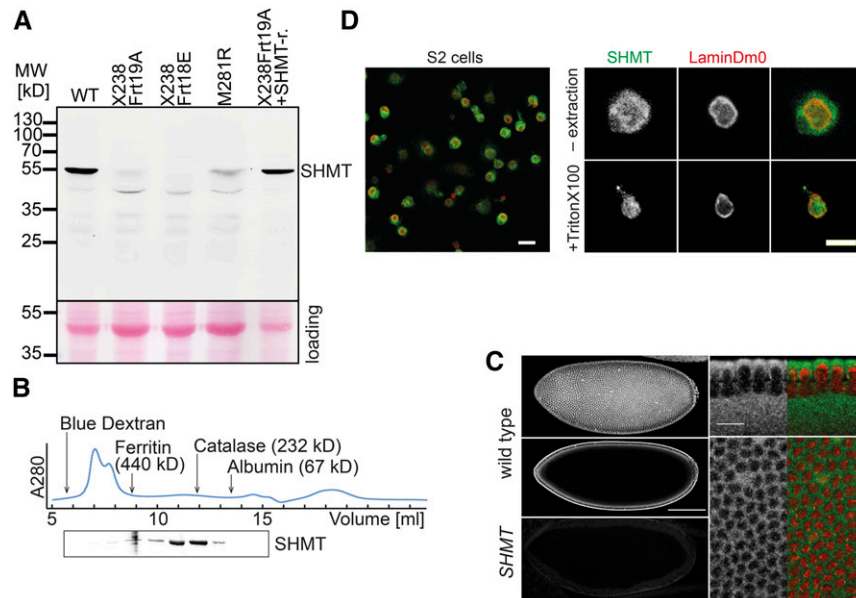 A
MW
[kD]
WT
X238
Frt19A
X238
Frt18E
M281R
X238Frt19A
+SHMT-r.
130
100
70
55
35
25
SHMT
55
35
loading
B
Blue Dextran
Ferritin
(440 kD)
Catalase (232 kD)
Albumin (67 kD)
A280
5 10 15
Volume [ml]
SHMT
D
S2 cells
SHMT LaminDm0
– extraction
+TritonX100
C
wild type
SHMT